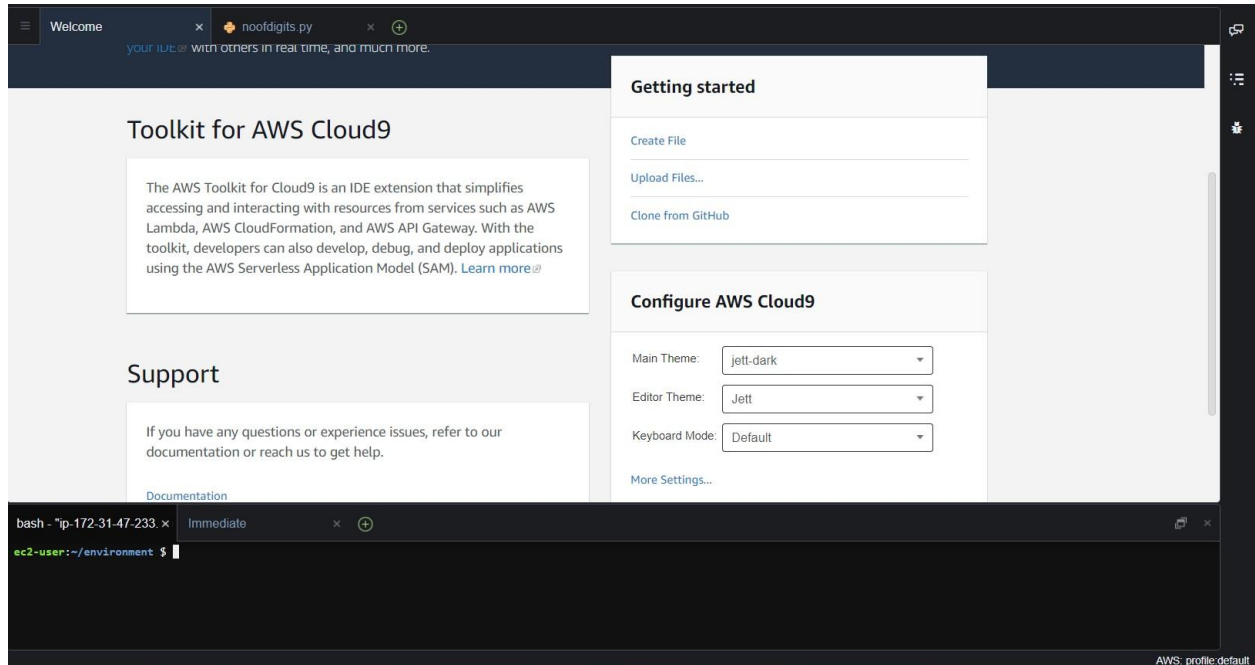 Welcome
noofdigits.py
your IDE with others in real time, and much more.
Toolkit for AWS Cloud9
The AWS Toolkit for Cloud9 is an IDE extension that simplifies
accessing and interacting with resources from services such as AWS
Lambda, AWS CloudFormation, and AWS API Gateway. With the
toolkit, developers can also develop, debug, and deploy applications
using the AWS Serverless Application Model (SAM). Learn more
Support
If you have any questions or experience issues, refer to our
documentation or reach us to get help.
Documentation
Getting started
Create File
Upload Files...
Clone from GitHub
Configure AWS Cloud9
Main Theme: jett-dark
Editor Theme: Jett
Keyboard Mode: Default
More Settings...
bash - "ip-172-31-47-233.
Immediate
ec2-user:~/environment $
AWS: profile:default